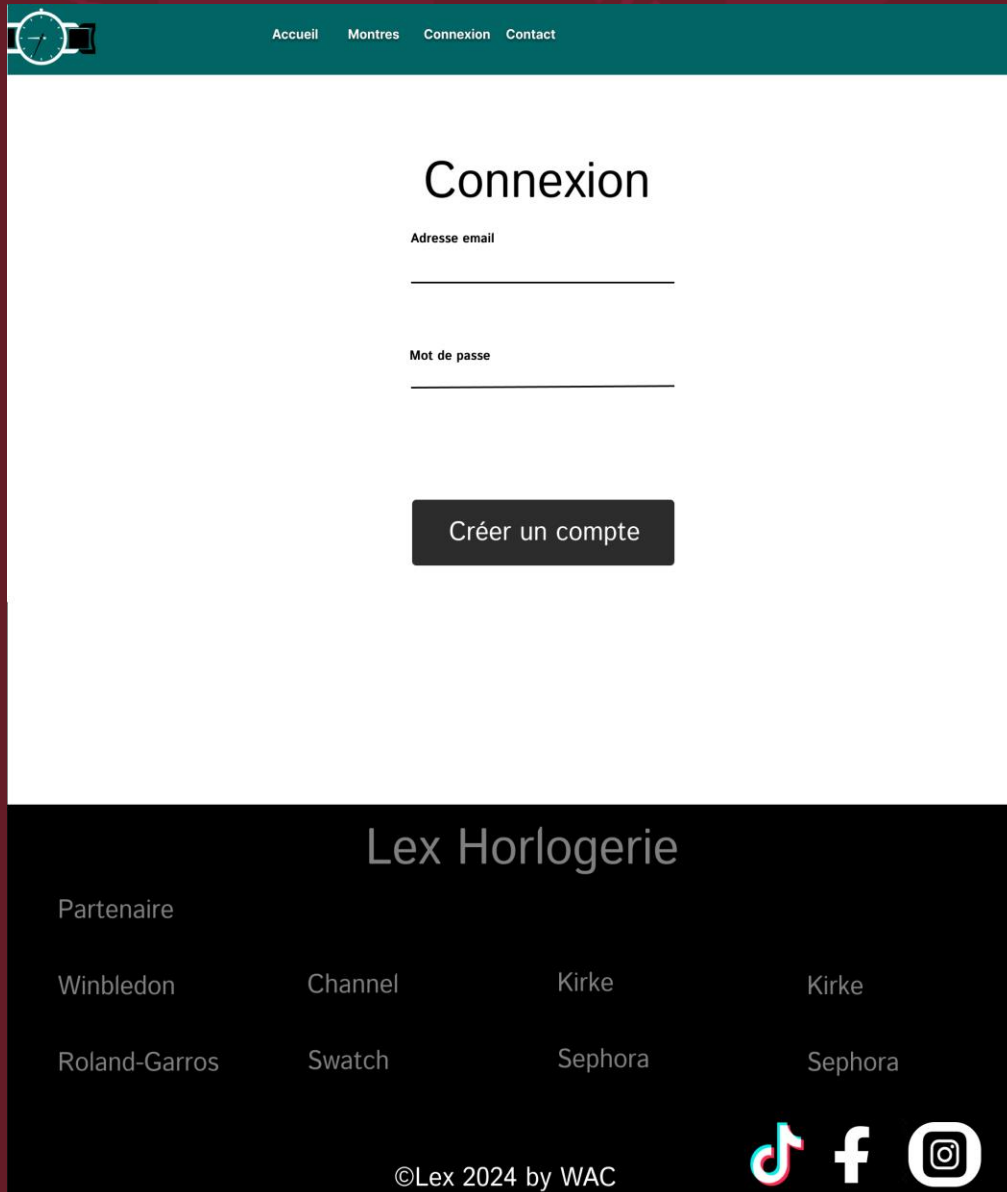 Accueil Montres Connexion Contact
Connexion
Adresse email
Mot de passe
Créer un compte
Lex Horlogerie
Partenaire
Winbledon Channel Kirke Kirke
Roland-Garros Swatch Sephora Sephora
©Lex 2024 by WAC